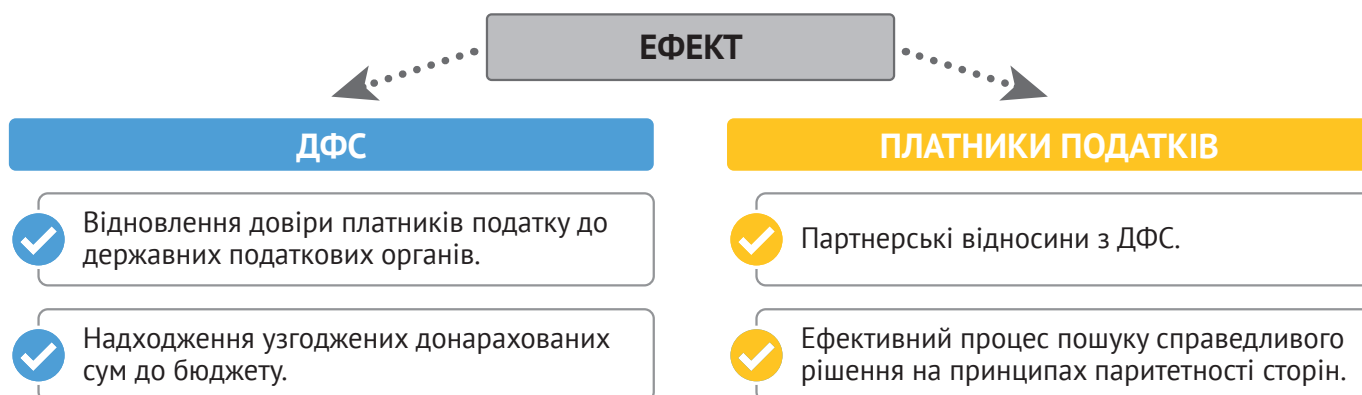 ЕФЕКТ
ДФС
Відновлення довіри платників податку до
державних податкових органів.
Надходження узгоджених донарахованих
сум до бюджету.
ПЛАТНИКИ ПОДАТКІВ
Партнерські відносини з ДФС.
Ефективний процес пошуку справедливого
рішення на принципах паритетності сторін.